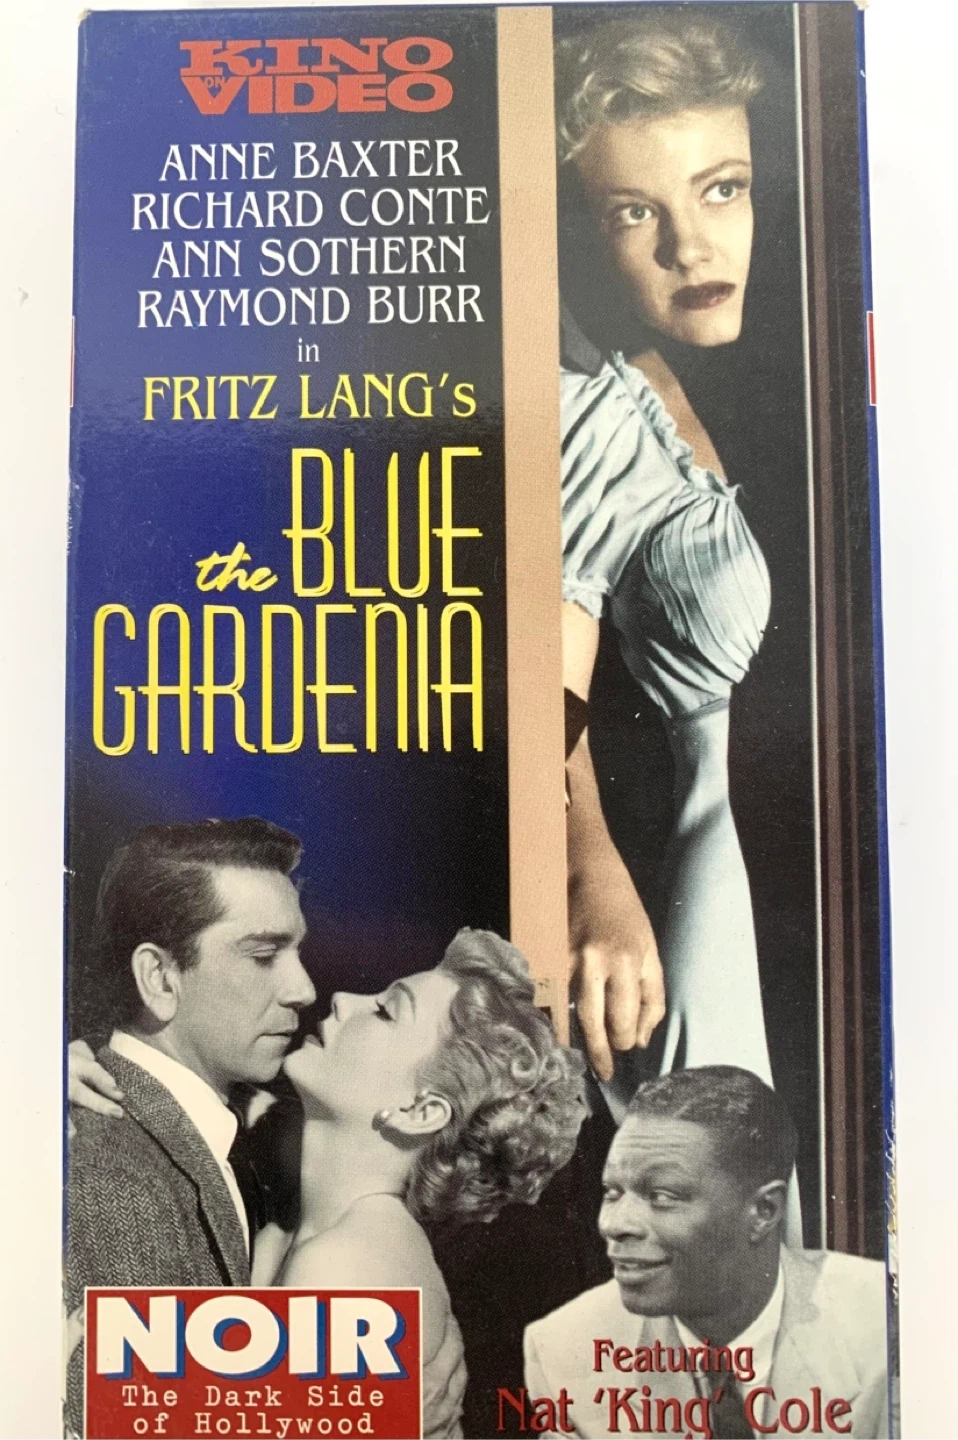 KINO
ON
VIDEO
ANNE BAXTER
RICHARD CONTE
ANN SOTHERN
RAYMOND BURR
in
FRITZ LANG's
the BLUE
GARDENIA
NOIR
The Dark Side
of Hollywood
Featuring
Nat 'King' Cole